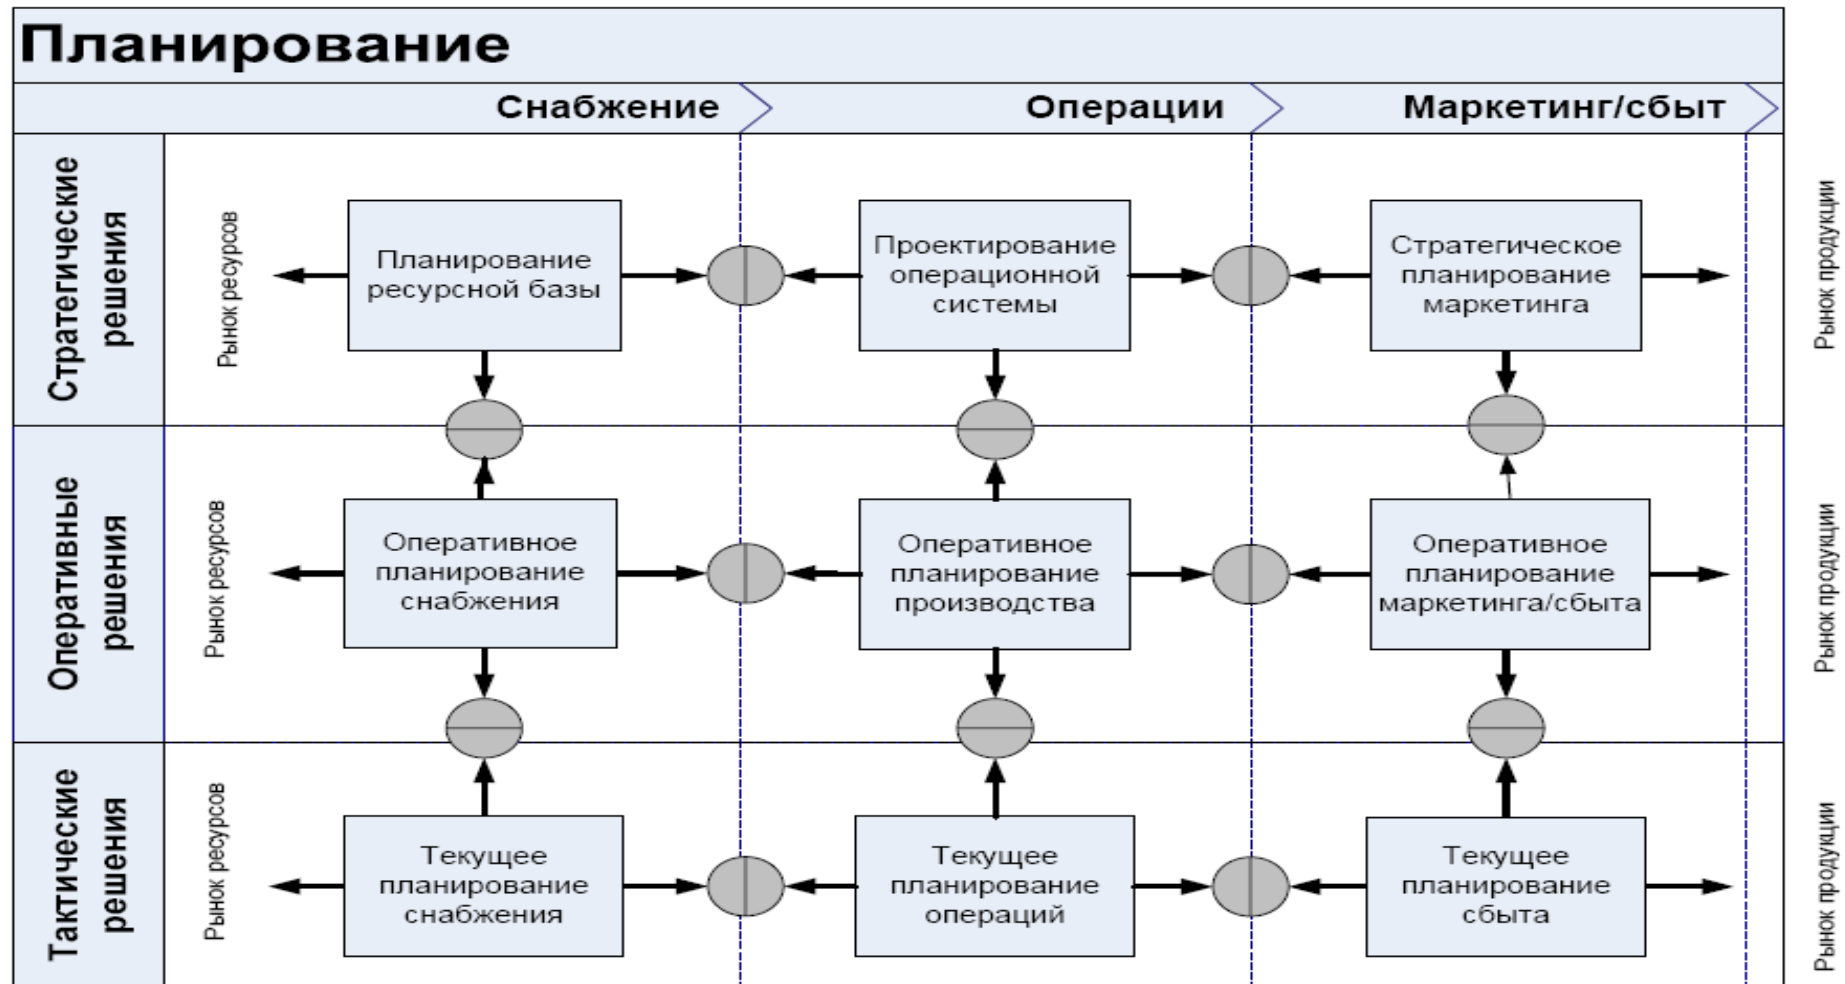 Планирование
Снабжение
Операции
Маркетинг/сбыт
Стратегические
решения
Рынок ресурсов
Планирование
ресурсной базы
Проектирование
операционной
системы
Стратегическое
планирование
маркетинга
Рынок продукции
Оперативные
решения
Рынок ресурсов
Оперативное
планирование
снабжения
Оперативное
планирование
производства
Оперативное
планирование
маркетинга/сбыта
Рынок продукции
Тактические
решения
Рынок ресурсов
Текущее
планирование
снабжения
Текущее
планирование
операций
Текущее
планирование
сбыта
Рынок продукции